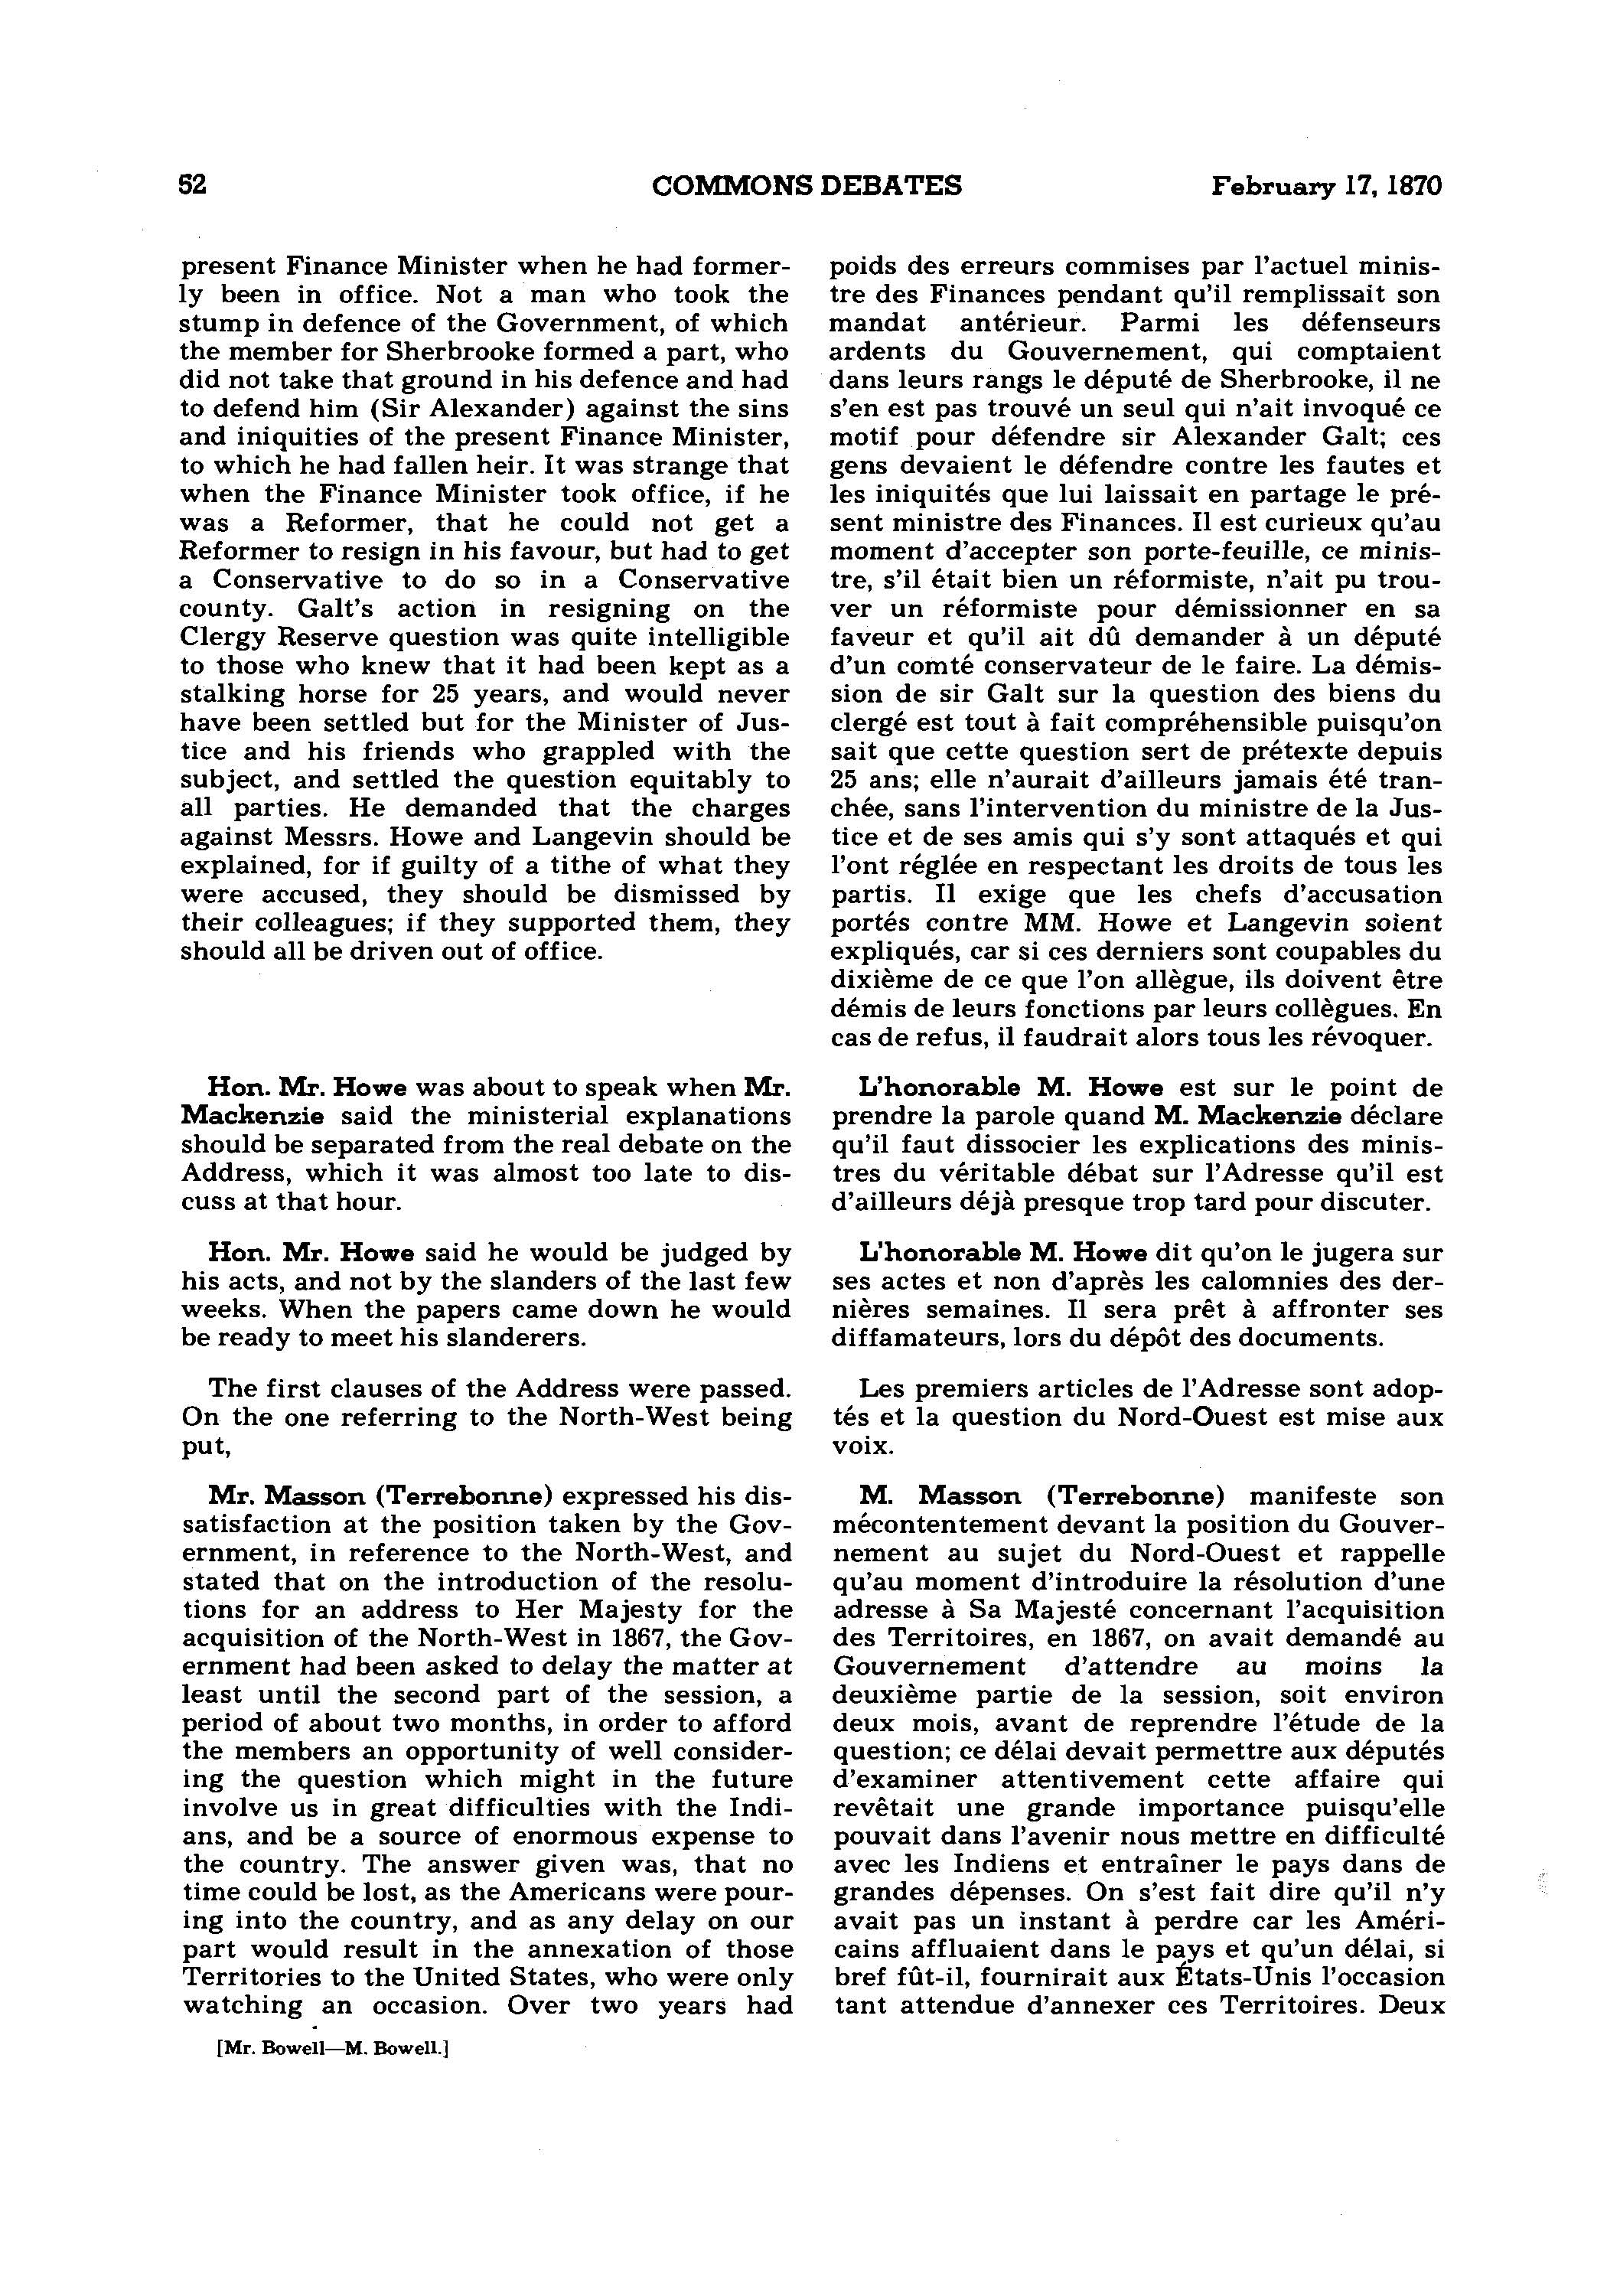 52 COMMONS DEBATES February 17, 1870
present Finance Minister when he had former-
ly been in office. Not a man who took the
stump in defence of the Government, of which
the member for Sherbrooke formed a part, who
did not take that ground in his defence and had
to defend him (Sir Alexander) against the sins
and iniquities of the present Finance Minister,
to which he had fallen heir. It was strange that
when the Finance Minister took office, if he
was a Reformer, that he could not get a
Reformer to resign in his favour, but had to get
a Conservative to do so in a Conservative
county. Galt's action in resigning on the
Clergy Reserve question was quite intelligible
to those who knew that it had been kept as a
stalking horse for 25 years, and would never
have been settled but for the Minister of Jus-
tice and his friends who grappled with the
subject, and settled the question equitably to
all parties. He demanded that the charges
against Messrs. Howe and Langevin should be
explained, for if guilty of a tithe of what they
were accused, they should be dismissed by
their colleagues; if they supported them, they
should all be driven out of office.
Hon. Mr. Howe was about to speak when Mr.
Mackenzie said the ministerial explanations
should be separated from the real debate on the
Address, which it was almost too late to dis-
cuss at that hour.
Hon. Mr. Howe said he would be judged by
his acts, and not by the slanders of the last few
weeks. When the papers came down he would
be ready to meet his slanderers.
The first clauses of the Address were passed.
On the one referring to the North-West being
put,
Mr. Masson (Terrebonne) expressed his dis-
satisfaction at the position taken by the Gov-
ernment, in reference to the North-West, and
stated that on the introduction of the resolu-
tions for an address to Her Majesty for the
acquisition of the North-West in 1867, the Gov-
ernment had been asked to delay the matter at
least until the second part of the session, a
period of about two months, in order to afford
the members an opportunity of well consider-
ing the question which might in the future
involve us in great difficulties with the Indi-
ans, and be a source of enormous expense to
the country. The answer given was, that no
time could be lost, as the Americans were pour-
ing into the country, and as any delay on our
part would result in the annexation of those
Territories to the United States, who were only
watching an occasion. Over two years had
[Mr. Bowell—M. Bowell.]
poids des erreurs commises par l'actuel minis-
tre des Finances pendant qu'il remplissait son
mandat antérieur. Parmi les défenseurs
ardents du Gouvernement, qui comptaient
dans leurs rangs le député de Sherbrooke, il ne
s'en est pas trouvé un seul qui n'ait invoqué ce
motif pour défendre sir Alexander Galt; ces
gens devaient le défendre contre les fautes et
les iniquités que lui laissait en partage le pré-
sent ministre des Finances. Il est curieux qu'au
moment d'accepter son porte-feuille, ce minis-
tre, s'il était bien un réformiste, n'ait pu trou-
ver un réformiste pour démissionner en sa
faveur et qu'il ait dû demander à un député
d'un comté conservateur de le faire. La démis-
sion de sir Galt sur la question des biens du
clergé est tout à fait compréhensible puisqu'on
sait que cette question sert de prétexte depuis
25 ans; elle n'aurait d'ailleurs jamais été tran-
chée, sans l'intervention du ministre de la Jus-
tice et de ses amis qui s'y sont attaqués et qui
l'ont réglée en respectant les droits de tous les
partis. Il exige que les chefs d'accusation
portés contre MM. Howe et Langevin soient
expliqués, car si ces derniers sont coupables du
dixième de ce que l'on allègue, ils doivent être
démis de leurs fonctions par leurs collègues. En
cas de refus, il faudrait alors tous les révoquer.
L'honorable M. Howe est sur le point de
prendre la parole quand M. Mackenzie déclare
qu'il faut dissocier les explications des minis-
tres du véritable débat sur l'Adresse qu'il est
d'ailleurs déjà presque trop tard pour discuter.
L'honorable M. Howe dit qu'on le jugera sur
ses actes et non d'après les calomnies des der-
nières semaines. Il sera prêt à affronter ses
diffamateurs, lors du dépôt des documents.
Les premiers articles de l'Adresse sont adop-
tés et la question du Nord-Ouest est mise aux
voix.
M. Masson (Terrebonne) manifeste son
mécontentement devant la position du Gouver-
nement au sujet du Nord-Ouest et rappelle
qu'au moment d'introduire la résolution d'une
adresse à Sa Majesté concernant l'acquisition
des Territoires, en 1867, on avait demandé au
Gouvernement d'attendre au moins la
deuxième partie de la session, soit environ
deux mois, avant de reprendre l'étude de la
question; ce délai devait permettre aux députés
d'examiner attentivement cette affaire qui
revêtait une grande importance puisqu'elle
pouvait dans l'avenir nous mettre en difficulté
avec les Indiens et entraîner le pays dans de
grandes dépenses. On s'est fait dire qu'il n'y
avait pas un instant à perdre car les Améri-
cains affluaient dans le pays et qu'un délai, si
bref fût-il, fournirait aux États-Unis l'occasion
tant attendue d'annexer ces Territoires. Deux